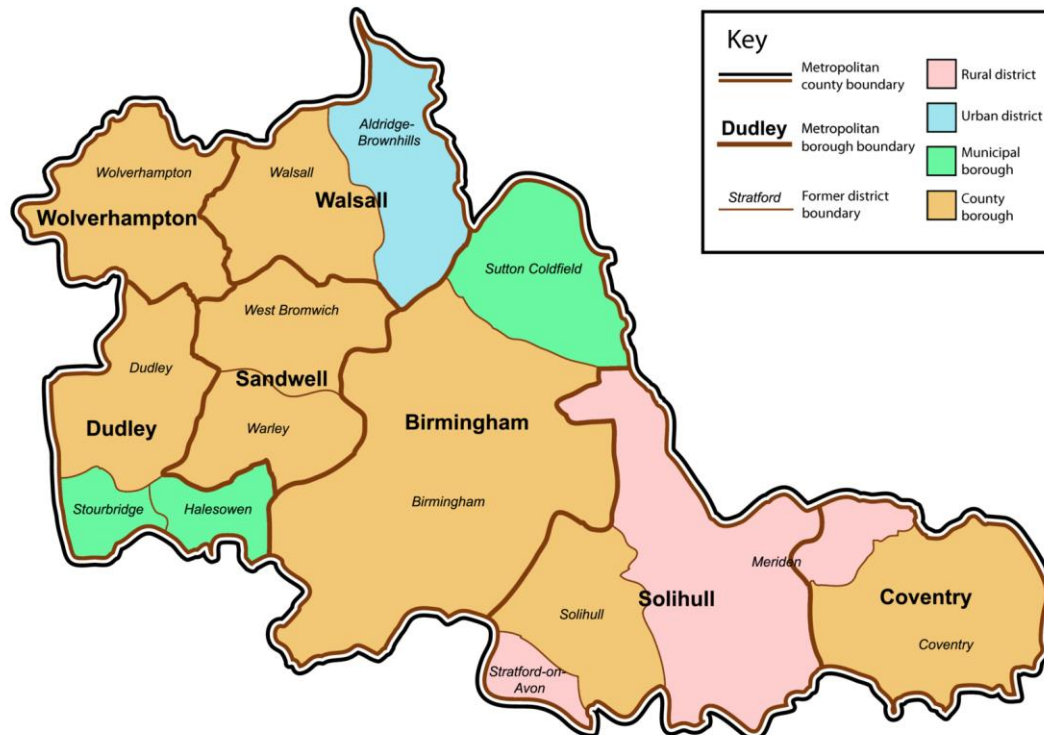 Key
Metropolitan
county boundary
Dudley
Metropolitan
borough boundary
Stratford
Former district
boundary
Rural district
Urban district
Municipal
borough
County
borough
Aldridge-
Brownhills
Wolverhampton
Walsall
Walsall
Wolverhampton
Sutton Coldfield
West Bromwich
Dudley
Sandwell
Birmingham
Dudley
Warley
Stourbridge
Halesowen
Birmingham
Meriden
Solihull
Coventry
Solihull
Coventry
Stratford-on-
Avon